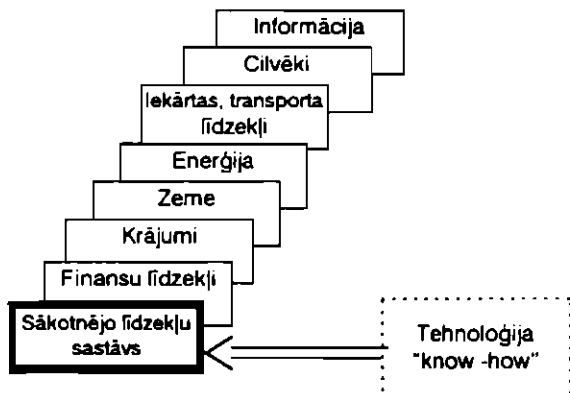 Informācija
Cilvēki
Iekārtas, transporta
līdzekļi
Enerģija
Zeme
Krājumi
Finansu līdzekļi
Sākotnējo līdzekļu
sastāvs
Tehnoloģija
"know -how"